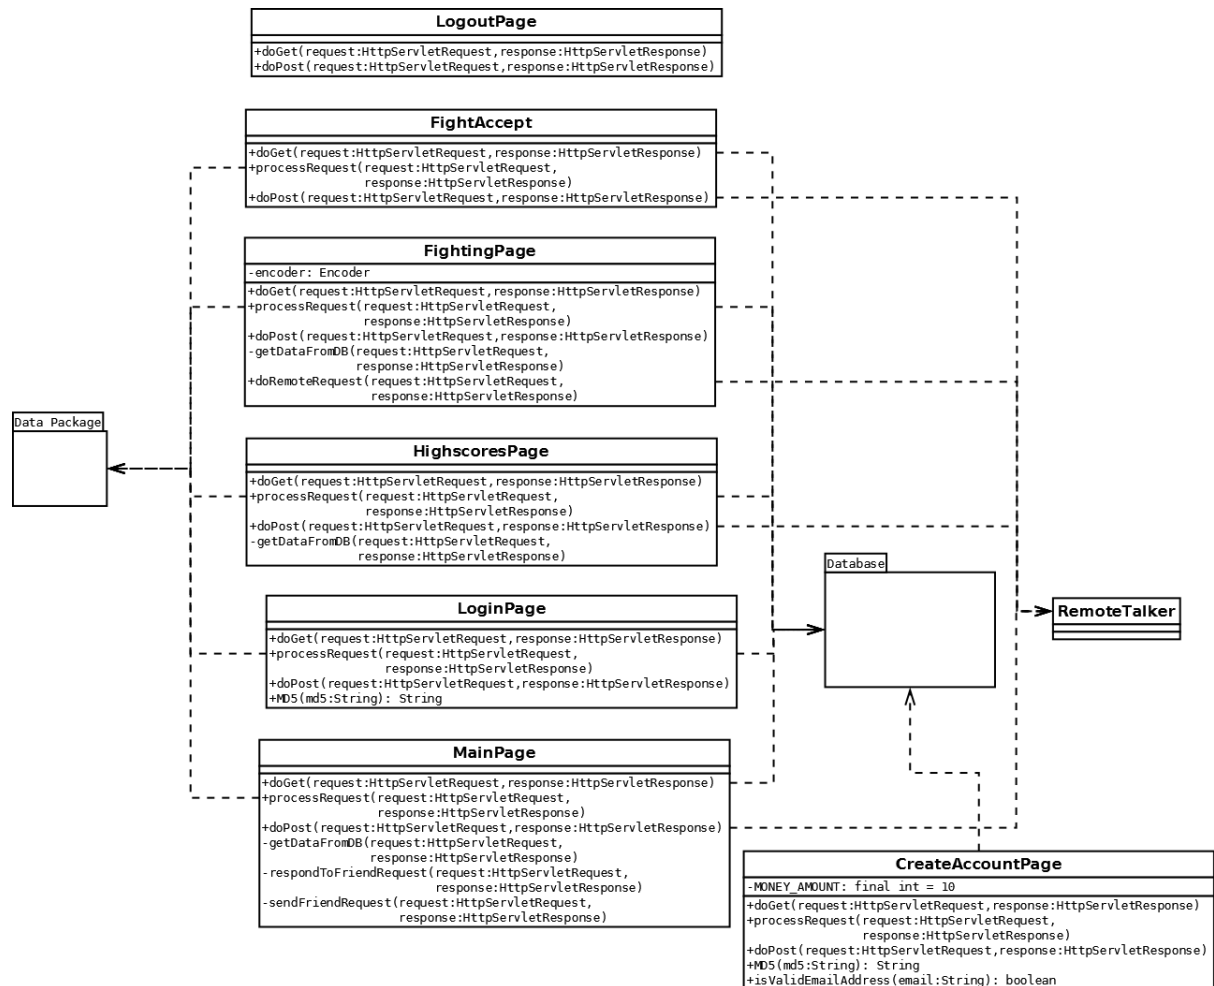 LogoutPage
+doGet(request:HttpServletRequest,response:HttpServletResponse)
+doPost(request:HttpServletRequest,response:HttpServletResponse)
FightAccept
+doGet(request:HttpServletRequest,response:HttpServletResponse)
+processRequest(request:HttpServletRequest,
response:HttpServletResponse)
+doPost(request:HttpServletRequest,response:HttpServletResponse)
FightingPage
-encoder: Encoder
+doGet(request:HttpServletRequest,response:HttpServletResponse)
+processRequest(request:HttpServletRequest,
response:HttpServletResponse)
+doPost(request:HttpServletRequest,response:HttpServletResponse)
-getDataFromDB(request:HttpServletRequest,
response:HttpServletResponse)
+doRemoteRequest(request:HttpServletRequest,
response:HttpServletResponse)
Data Package
HighscoresPage
+doGet(request:HttpServletRequest,response:HttpServletResponse)
+processRequest(request:HttpServletRequest,
response:HttpServletResponse)
+doPost(request:HttpServletRequest,response:HttpServletResponse)
-getDataFromDB(request:HttpServletRequest,
response:HttpServletResponse)
Database
RemoteTalker
LoginPage
+doGet(request:HttpServletRequest,response:HttpServletResponse)
+processRequest(request:HttpServletRequest,
response:HttpServletResponse)
+doPost(request:HttpServletRequest,response:HttpServletResponse)
+MD5(md5:String): String
MainPage
+doGet(request:HttpServletRequest,response:HttpServletResponse)
+processRequest(request:HttpServletRequest,
response:HttpServletResponse)
+doPost(request:HttpServletRequest,response:HttpServletResponse)
-getDataFromDB(request:HttpServletRequest,
response:HttpServletResponse)
-respondToFriendRequest(request:HttpServletRequest,
response:HttpServletResponse)
-sendFriendRequest(request:HttpServletRequest,
response:HttpServletResponse)
CreateAccountPage
-MONEY_AMOUNT: final int = 10
+doGet(request:HttpServletRequest,response:HttpServletResponse)
+processRequest(request:HttpServletRequest,
response:HttpServletResponse)
+doPost(request:HttpServletRequest,response:HttpServletResponse)
+MD5(md5:String): String
+isValidEmailAddress(email:String): boolean